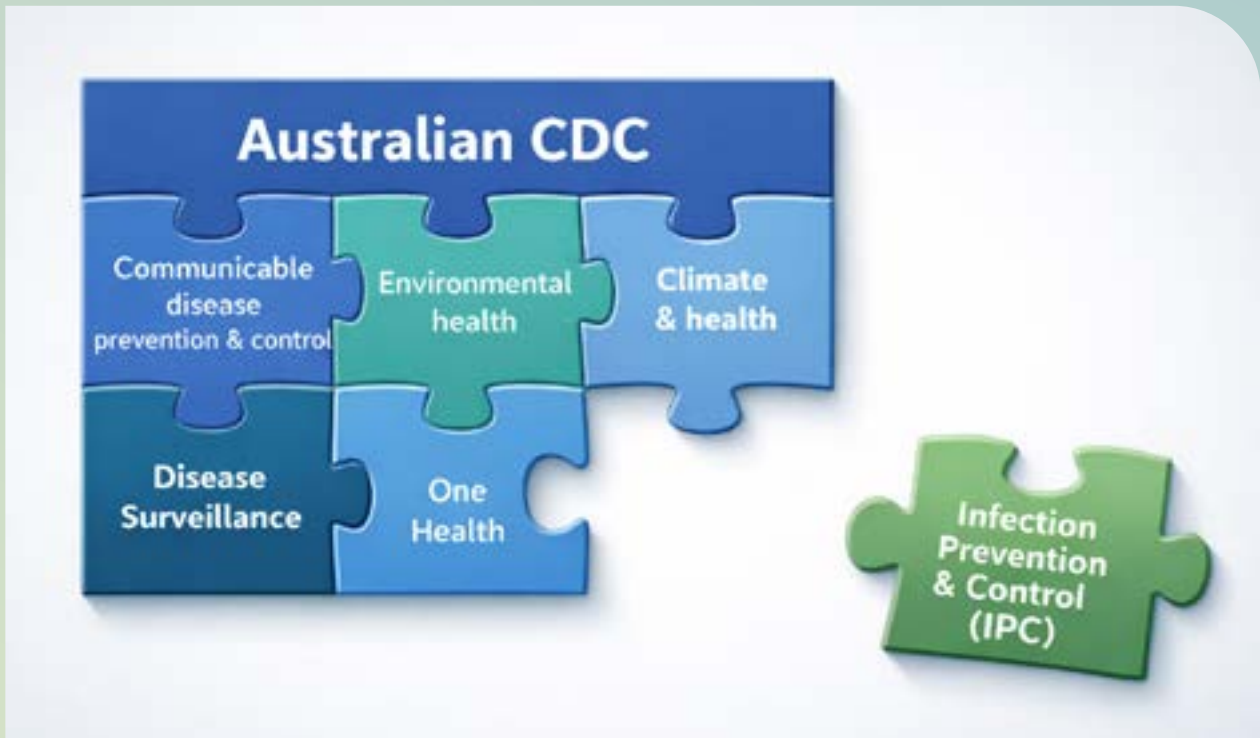 Australian CDC
Communicable
disease
prevention & control
Environmental
health
Climate
& health
Disease
Surveillance
One
Health
Infection
Prevention
& Control
(IPC)